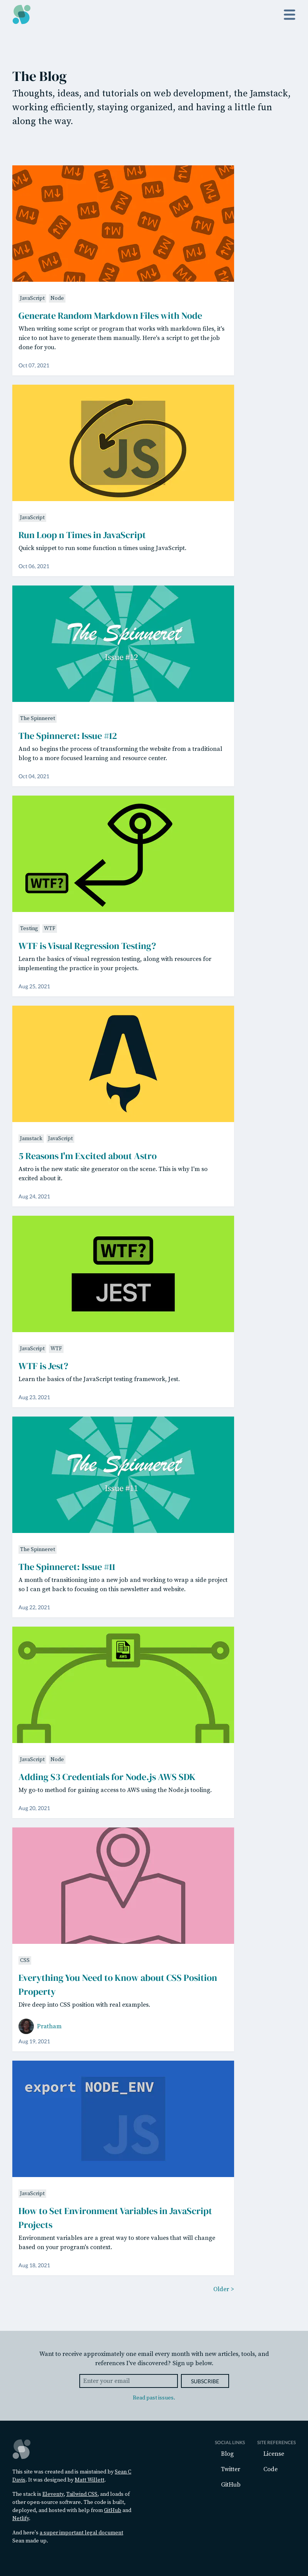 The Blog
Thoughts, ideas, and tutorials on web development, the Jamstack,
working efficiently, staying organized, and having a little fun
along the way.
JavaScript Node
Generate Random Markdown Files with Node
When writing some script or program that works with markdown files, it's
nice to not have to generate them manually. Here's a script to get the job
done for you.
Oct 07, 2021
JS
JavaScript
Run Loop n Times in JavaScript
Quick snippet to run some function n times using JavaScript.
Oct 06, 2021
The Spinneret
Issue #12
The Spinneret
The Spinneret: Issue #12
And so begins the process of transforming the website from a traditional
blog to a more focused learning and resource center.
Oct 04, 2021
WTF?
Testing WTF
WTF is Visual Regression Testing?
Learn the basics of visual regression testing, along with resources for
implementing the practice in your projects.
Aug 25, 2021
Jamstack JavaScript
5 Reasons I'm Excited about Astro
Astro is the new static site generator on the scene. This is why I'm so
excited about it.
Aug 24, 2021
WTF?
JEST
JavaScript WTF
WTF is Jest?
Learn the basics of the JavaScript testing framework, Jest.
Aug 23, 2021
The Spinneret
Issue #11
The Spinneret
The Spinneret: Issue #11
A month of transitioning into a new job and working to wrap a side project
so I can get back to focusing on this newsletter and website.
Aug 22, 2021
AWS
JavaScript Node
Adding S3 Credentials for Node.js AWS SDK
My go-to method for gaining access to AWS using the Node.js tooling.
Aug 20, 2021
CSS
Everything You Need to Know about CSS Position
Property
Dive deep into CSS position with real examples.
Pratham
Aug 19, 2021
export NODE_ENV
JS
JavaScript
How to Set Environment Variables in JavaScript
Projects
Environment variables are a great way to store values that will change
based on your program's context.
Aug 18, 2021
Older >
Want to receive approximately one email every month with new articles, tools, and
references I've discovered? Sign up below.
Enter your email SUBSCRIBE
Read past issues.
This site was created and is maintained by Sean C
Davis. It was designed by Matt Willett.
The stack is Eleventy, Tailwind CSS, and loads of
other open-source software. The code is built,
deployed, and hosted with help from GitHub and
Netlify.
And here's a super important legal document
Sean made up.
SOCIAL LINKS
Blog
Twitter
GitHub
SITE REFERENCES
License
Code